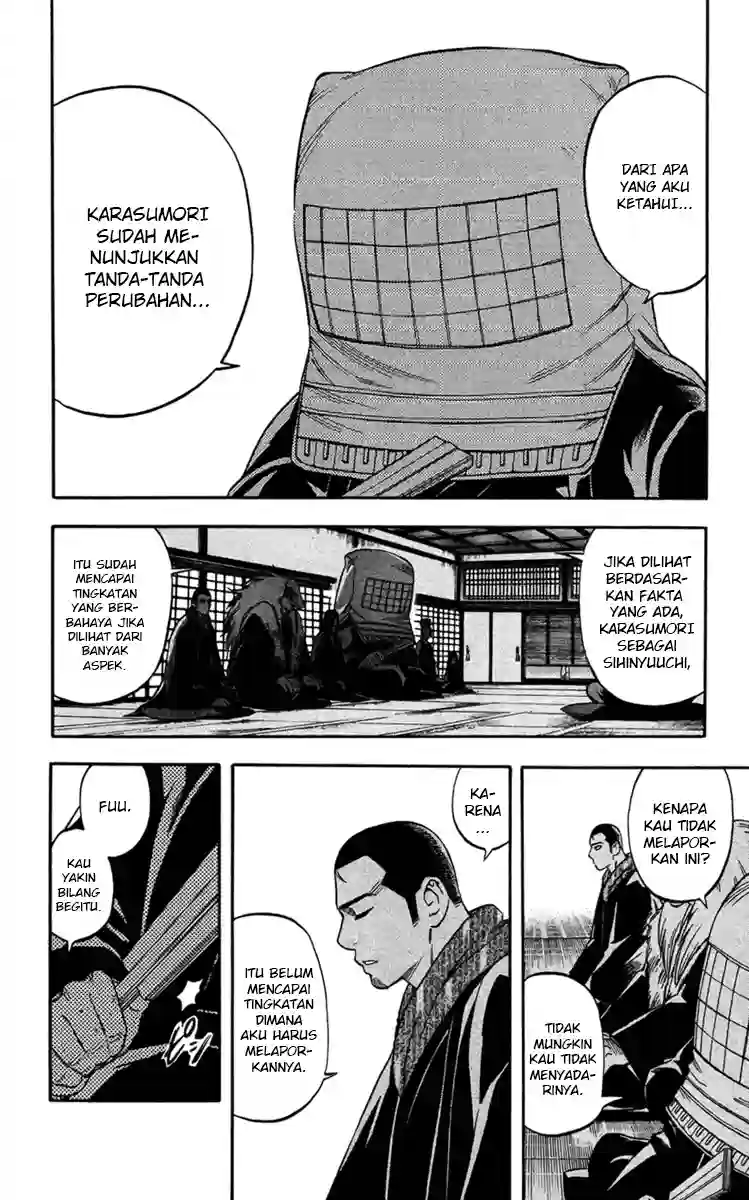 DARI APA
YANG AKU
KETAHUI...
KARASUMORI
SUDAH ME-
NUNJUKKAN
TANDA-TANDA
PERUBAHAN...
JIKA DILIHAT
BERDASAR-
KAN FAKTA
YANG ADA,
KARASUMORI
SEBAGAI
SIHINYUUCHI,
ITU SUDAH
MENCAPAI
TINGKATAN
YANG BER-
BAHAYA JIKA
DILIHAT DARI
BANYAK
ASPEK.
KENAPA
KAU TIDAK
MELAPOR-
KAN INI?
TIDAK
MUNGKIN
KAU TIDAK
MENYADA-
RINYA.
KA-
RENA
...
ITU BELUM
MENCAPAI
TINGKATAN
DIMANA
AKU HARUS
MELAPOR-
KANNYA.
FUU.
KAU
YAKIN
BILANG
BEGITU.